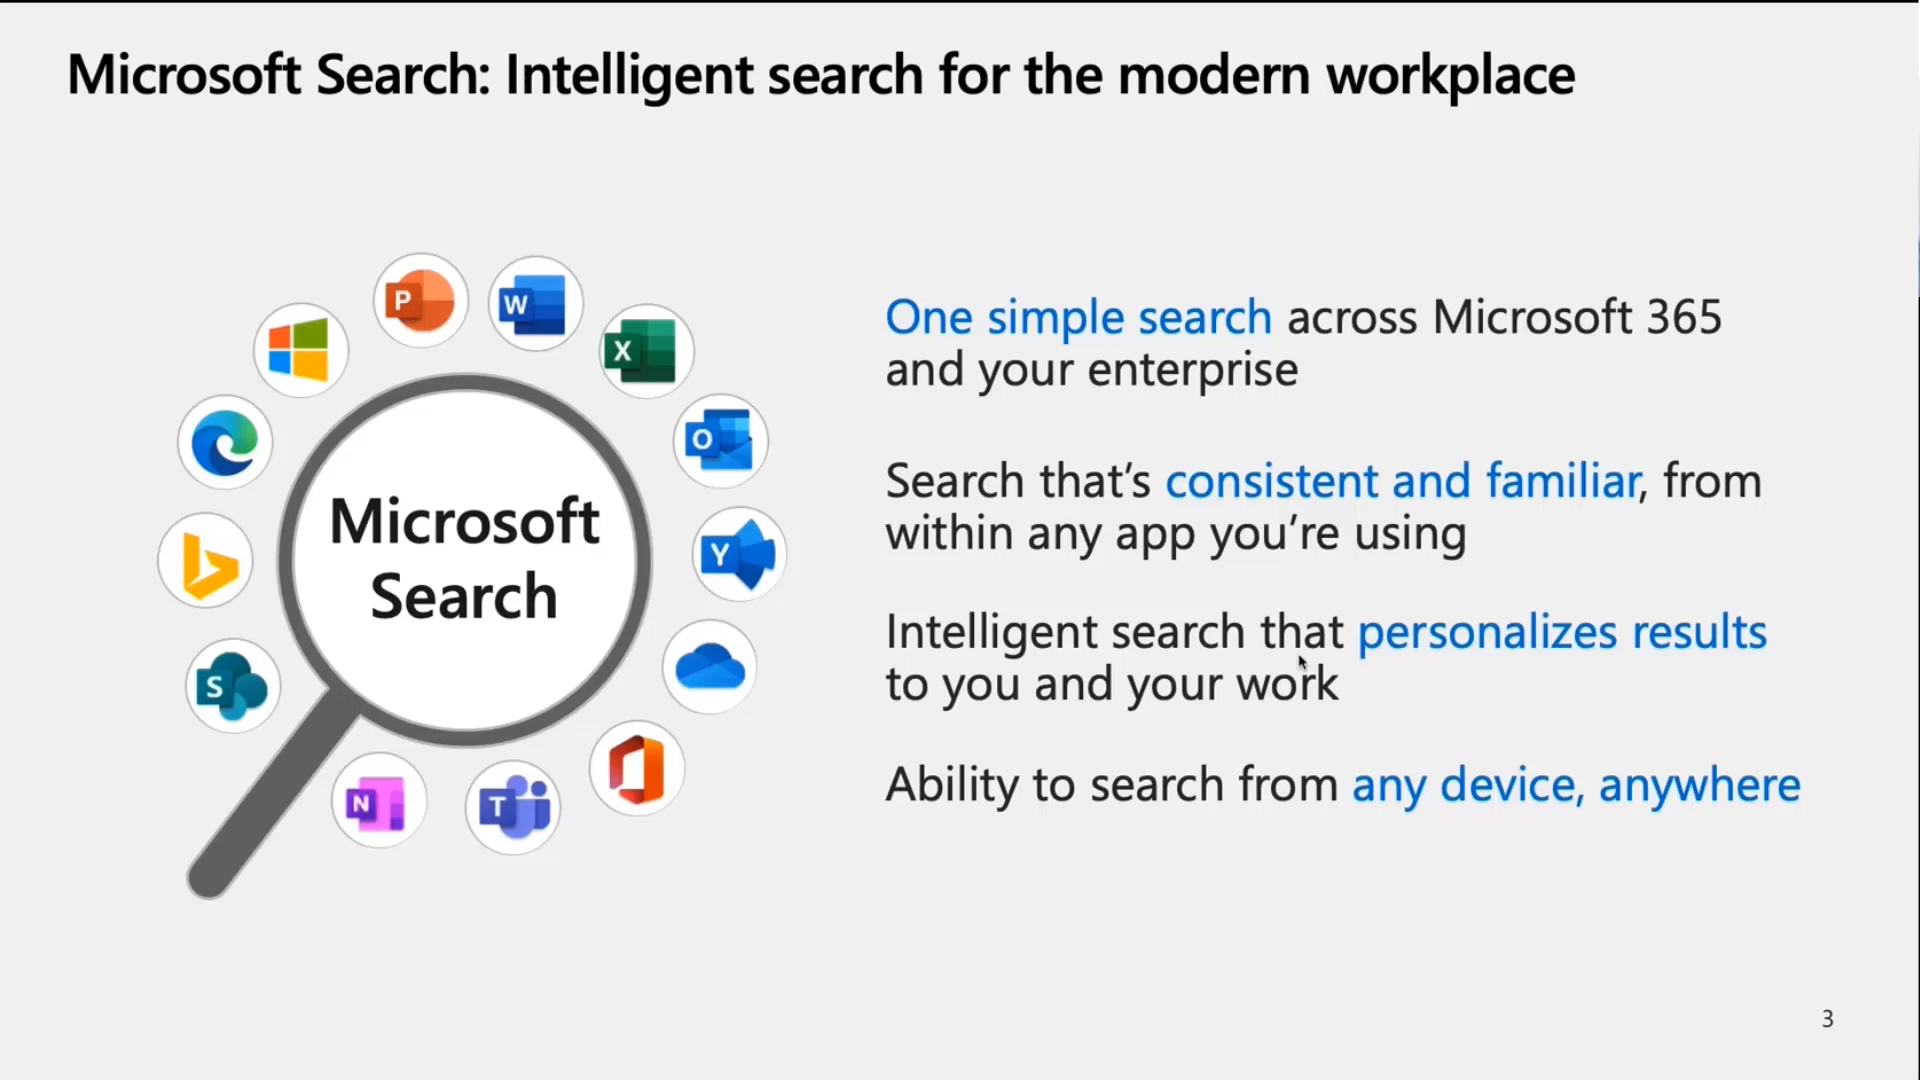 Microsoft Search: Intelligent search for the modern workplace
P
W
X
O
Y
S
N
T
Microsoft
Search
One simple search across Microsoft 365
and your enterprise
Search that’s consistent and familiar, from
within any app you’re using
Intelligent search that personalizes results
to you and your work
Ability to search from any device, anywhere
3